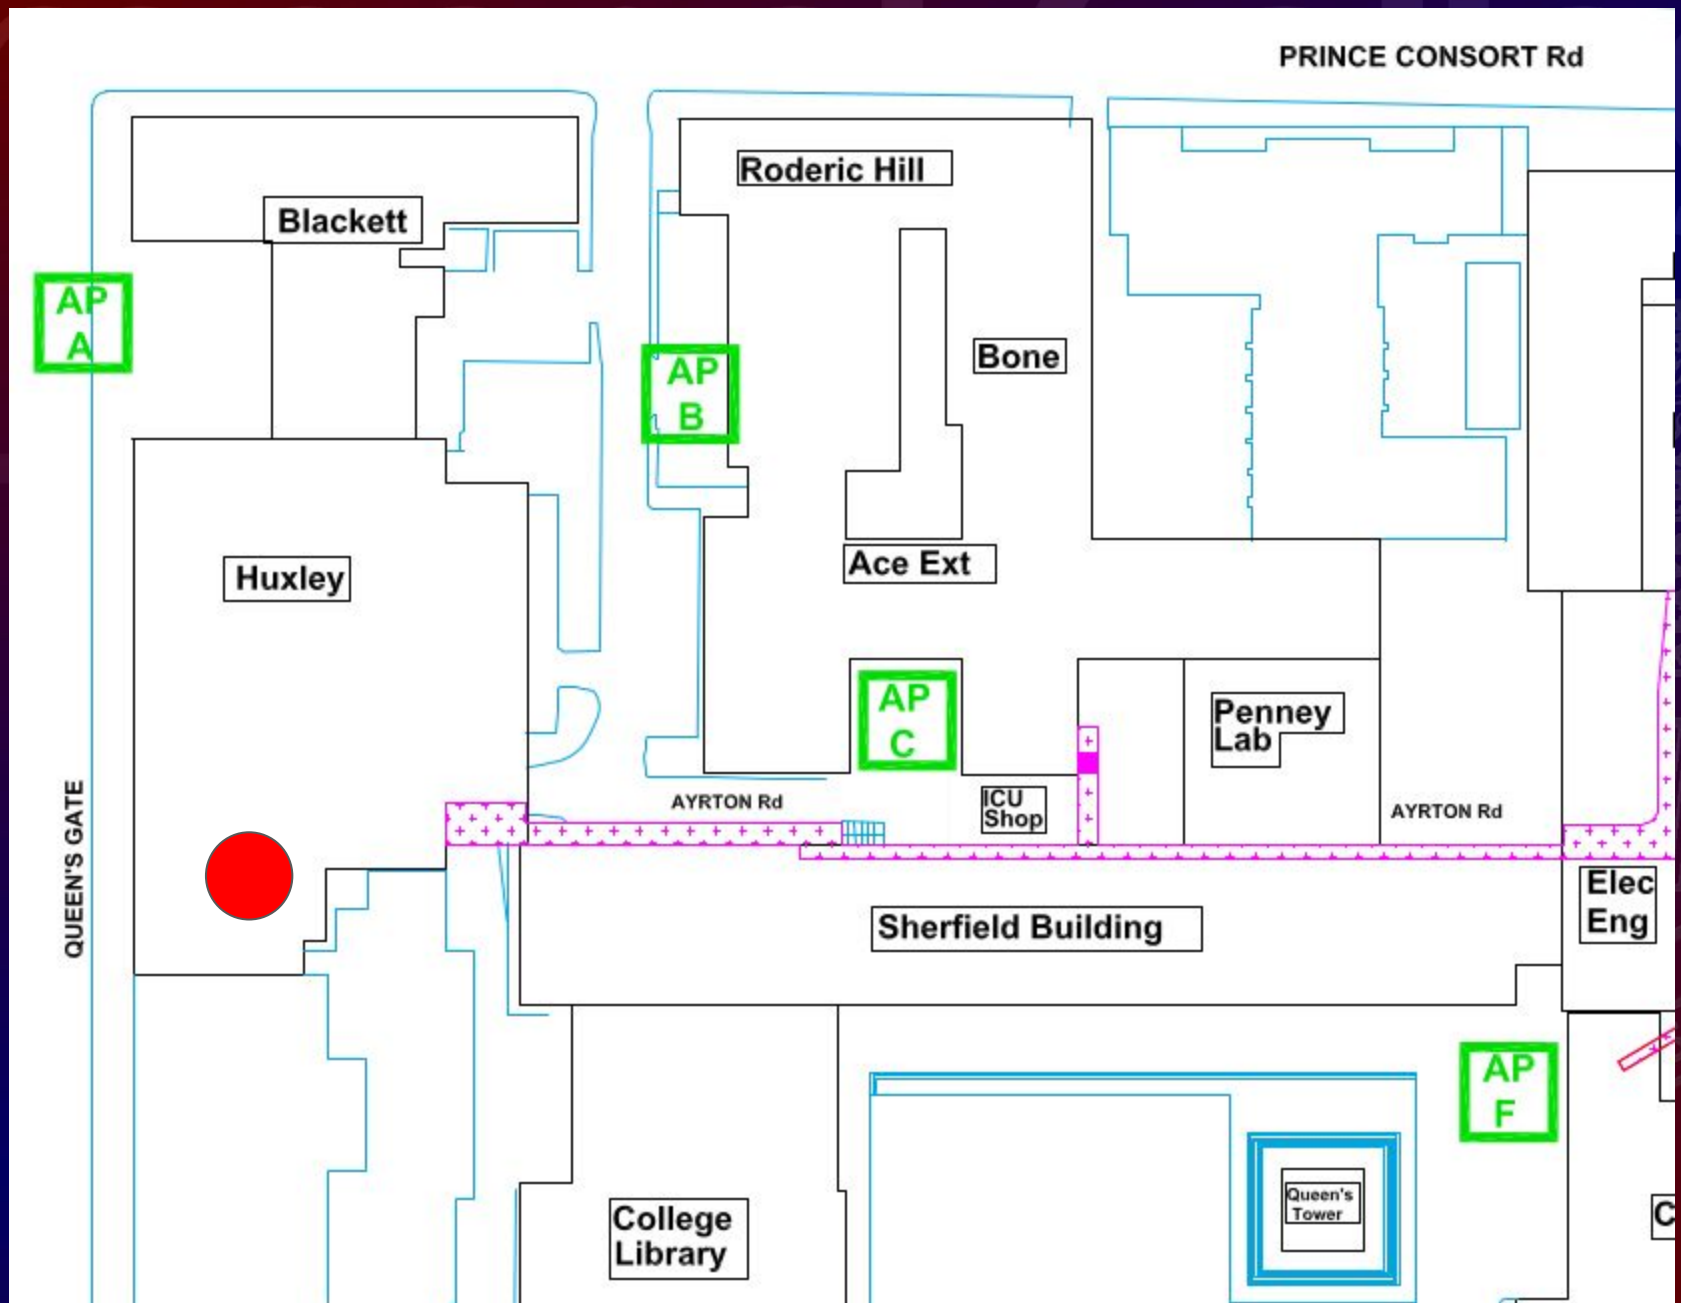 PRINCE CONSORT Rd
Roderic Hill
Blackett
AP
A
Bone
AP
B
Ace Ext
Huxley
AP
C
Penney
Lab
QUEEN'S GATE
AYRTON Rd
ICU
Shop
AYRTON Rd
Elec
Eng
Sherfield Building
AP
F
Queen's
Tower
College
Library
C